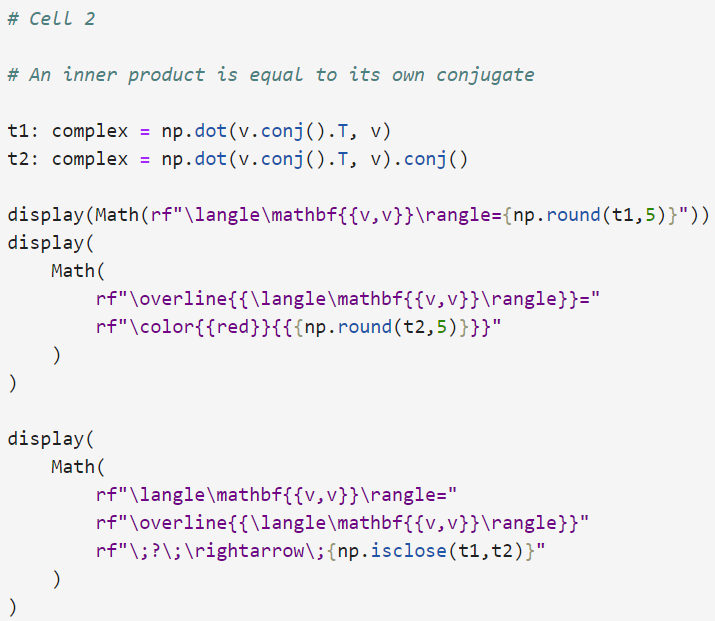 # Cell 2
# An inner product is equal to its own conjugate
t1: complex = np.dot(v.conj().T, v)
t2: complex = np.dot(v.conj().T, v).conj()
display(Math(rf"\langle\mathbf{{v,v}}\rangle={np.round(t1,5)}"))
display(
    Math(
        rf"\overline{{\langle\mathbf{{v,v}}\rangle}}="
        rf"\color{{red}}{{{np.round(t2,5)}}}"
    )
)
display(
    Math(
        rf"\langle\mathbf{{v,v}}\rangle="
        rf"\overline{{\langle\mathbf{{v,v}}\rangle}}"
        rf"\;?\;\rightarrow\;{np.isclose(t1,t2)}"
    )
)